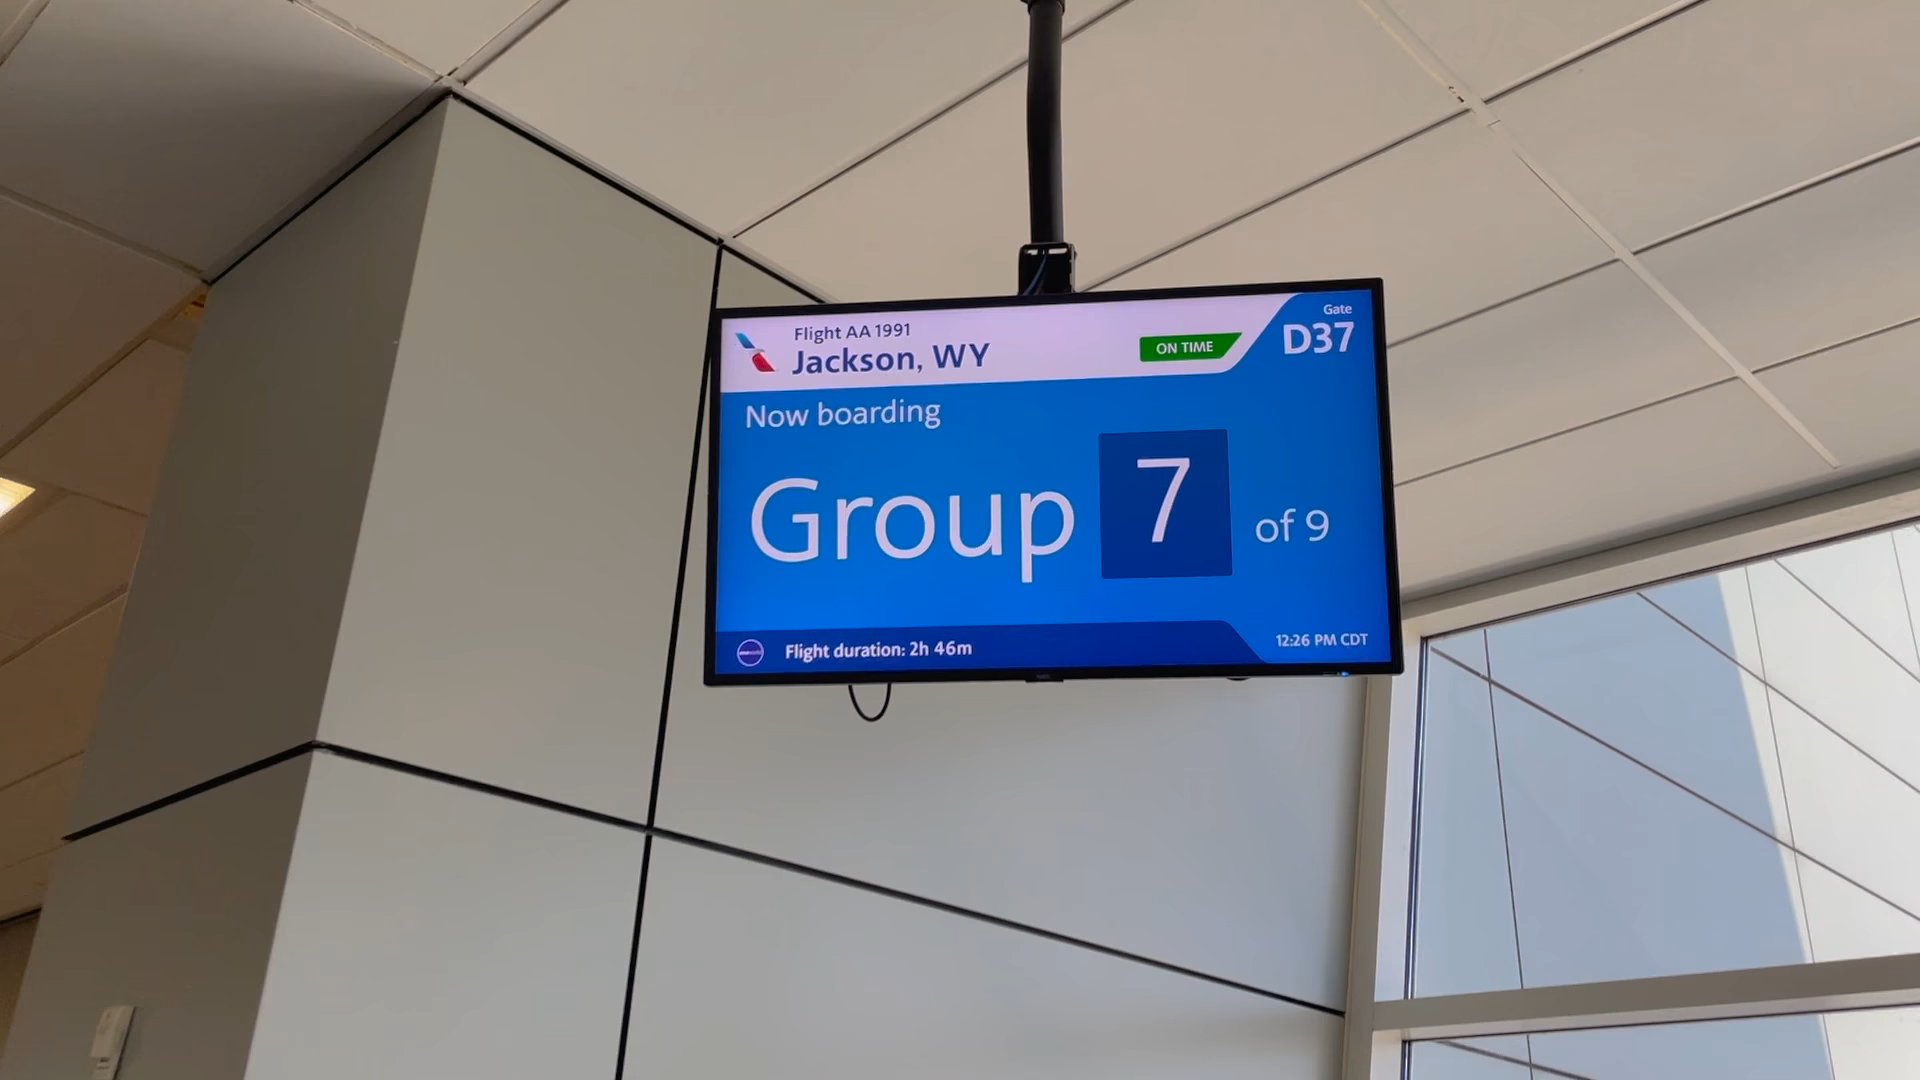 Flight AA 1991
Jackson, WY
ON TIME
Gate
D37
Now boarding
Group 7 of 9
Flight duration: 2h 46m
12:26 PM CDT